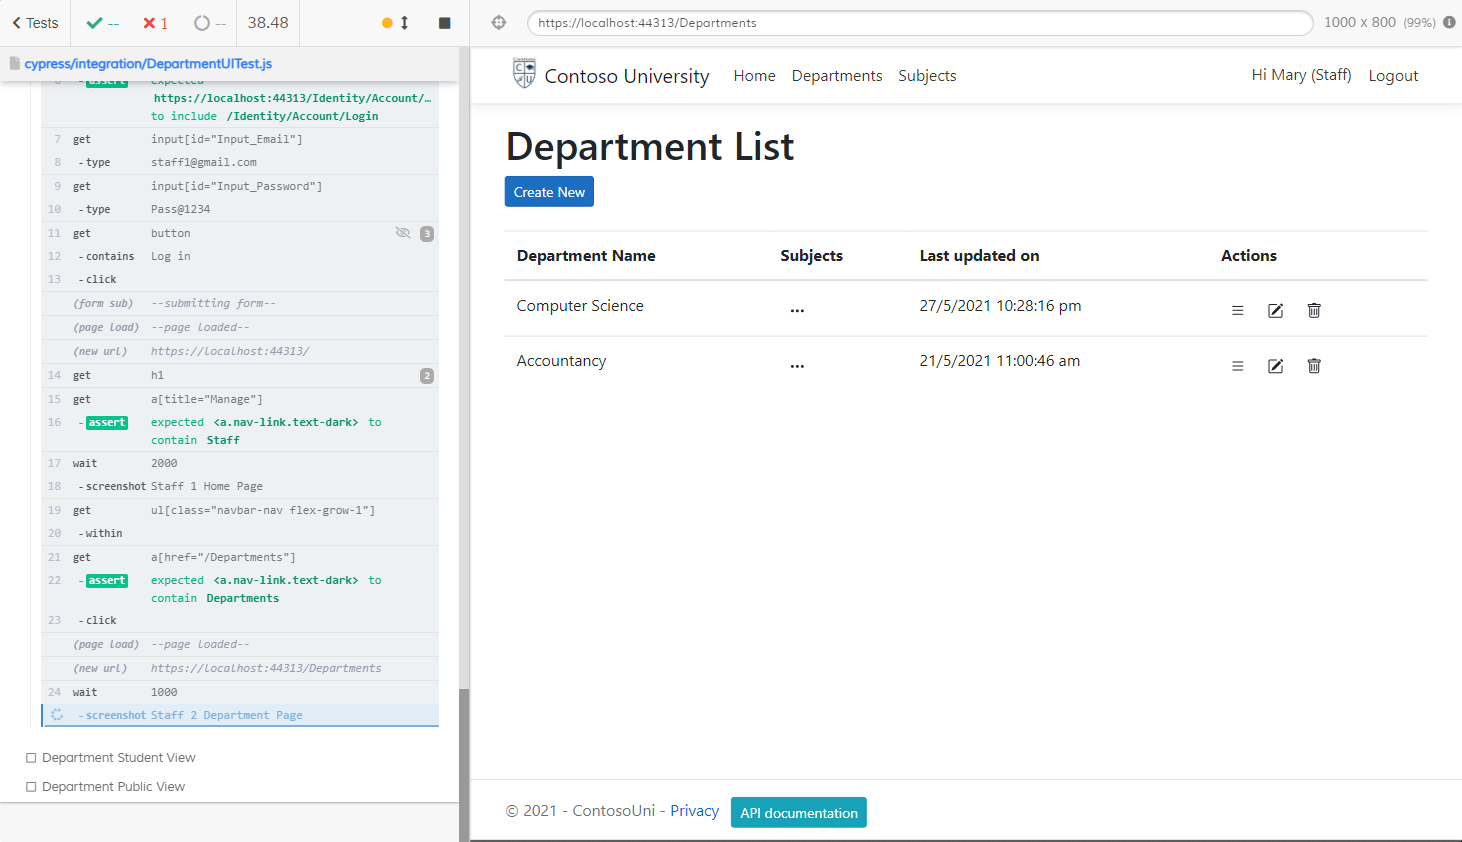 Tests
--
1
--
38.48
https://localhost:44313/Departments
1000 x 800 (99%)
cypress/integration/DepartmentUITest.js
assert expected
https://localhost:44313/Identity/Account/…
to include /Identity/Account/Login
7 get input[id="Input_Email"]
8 -type staff1@gmail.com
9 get input[id="Input_Password"]
10 -type Pass@1234
11 get button 3
12 -contains Log in
13 -click
(form sub) --submitting form--
(page load) --page loaded--
(new url) https://localhost:44313/
14 get h1 2
15 get a[title="Manage"]
16 -assert expected <a.nav-link.text-dark> to
contain Staff
17 wait 2000
18 -screenshot Staff 1 Home Page
19 get ul[class="navbar-nav flex-grow-1"]
20 -within
21 get a[href="/Departments"]
22 -assert expected <a.nav-link.text-dark> to
contain Departments
23 -click
(page load) --page loaded--
(new url) https://localhost:44313/Departments
24 wait 1000
-screenshot Staff 2 Department Page
Department Student View
Department Public View
Contoso University Home Departments Subjects Hi Mary (Staff) Logout
Department List
Create New
Department Name Subjects Last updated on Actions
Computer Science ... 27/5/2021 10:28:16 pm
Accountancy ... 21/5/2021 11:00:46 am
© 2021 - ContosoUni - Privacy API documentation